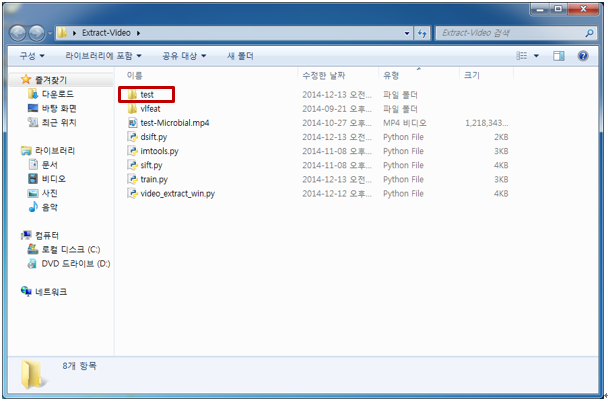 Extract-Video
Extract-Video 검색
구성 라이브러리에 포함 공유 대상 새 폴더
즐겨찾기
다운로드
바탕 화면
최근 위치
라이브러리
문서
비디오
사진
음악
컴퓨터
로컬 디스크 (C:)
DVD 드라이브 (D:)
네트워크
이름 수정한 날짜 유형 크기
test 2014-12-13 오전... 파일 폴더
vlfeat 2014-09-21 오후... 파일 폴더
test-Microbial.mp4 2014-10-27 오후... MP4 비디오 1,218,343...
dsift.py 2014-12-13 오전... Python File 2KB
imtools.py 2014-11-08 오후... Python File 3KB
sift.py 2014-11-08 오후... Python File 4KB
train.py 2014-12-13 오전... Python File 2KB
video_extract_win.py 2014-12-12 오후... Python File 4KB
8개 항목